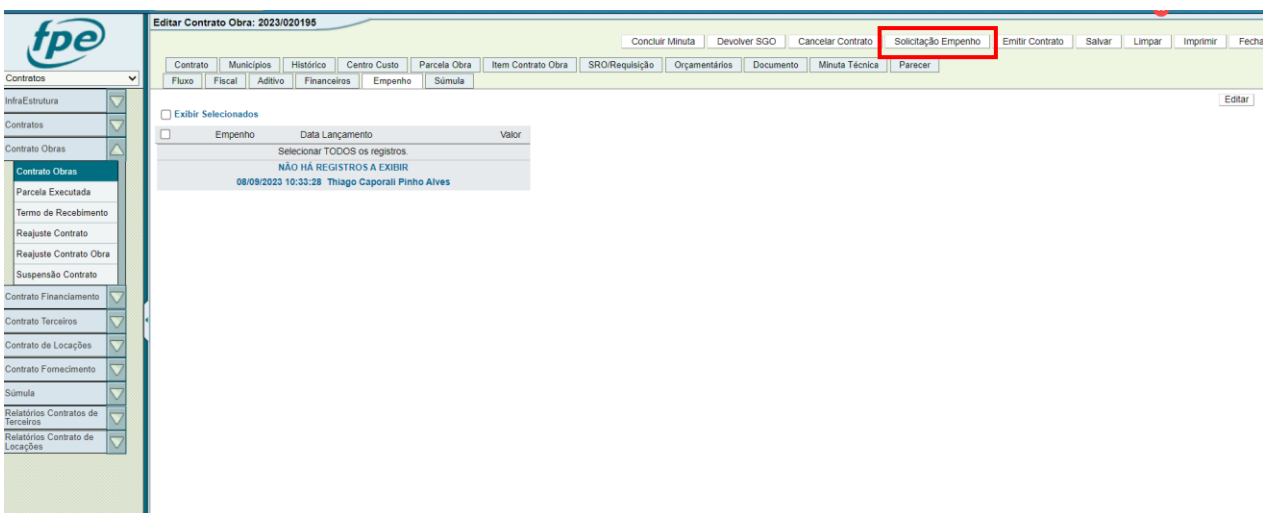 fpe
Contratos
InfraEstrutura
Contratos
Contrato Obras
Contrato Obras
Parcela Executada
Termo de Recebimento
Reajuste Contrato
Reajuste Contrato Obra
Suspensão Contrato
Contrato Financiamento
Contrato Terceiros
Contrato de Locações
Contrato Fornecimento
Súmula
Relatórios Contratos de
Terceiros
Relatórios Contrato de
Locações
Editar Contrato Obra: 2023/020195
Concluir Minuta Devolver SGO Cancelar Contrato Solicitação Empenho Emitir Contrato Salvar Limpar Imprimir Fecha
Contrato Municípios Histórico Centro Custo Parcela Obra Item Contrato Obra SRO/Requisição Orçamentários Documento Minuta Técnica Parecer
Fluxo Fiscal Aditivo Financeiros Empenho Súmula
Editar
Exibir Selecionados
Empenho Data Lançamento Valor
Selecionar TODOS os registros.
NÃO HÁ REGISTROS A EXIBIR
08/09/2023 10:33:28 Thiago Caporali Pinho Alves